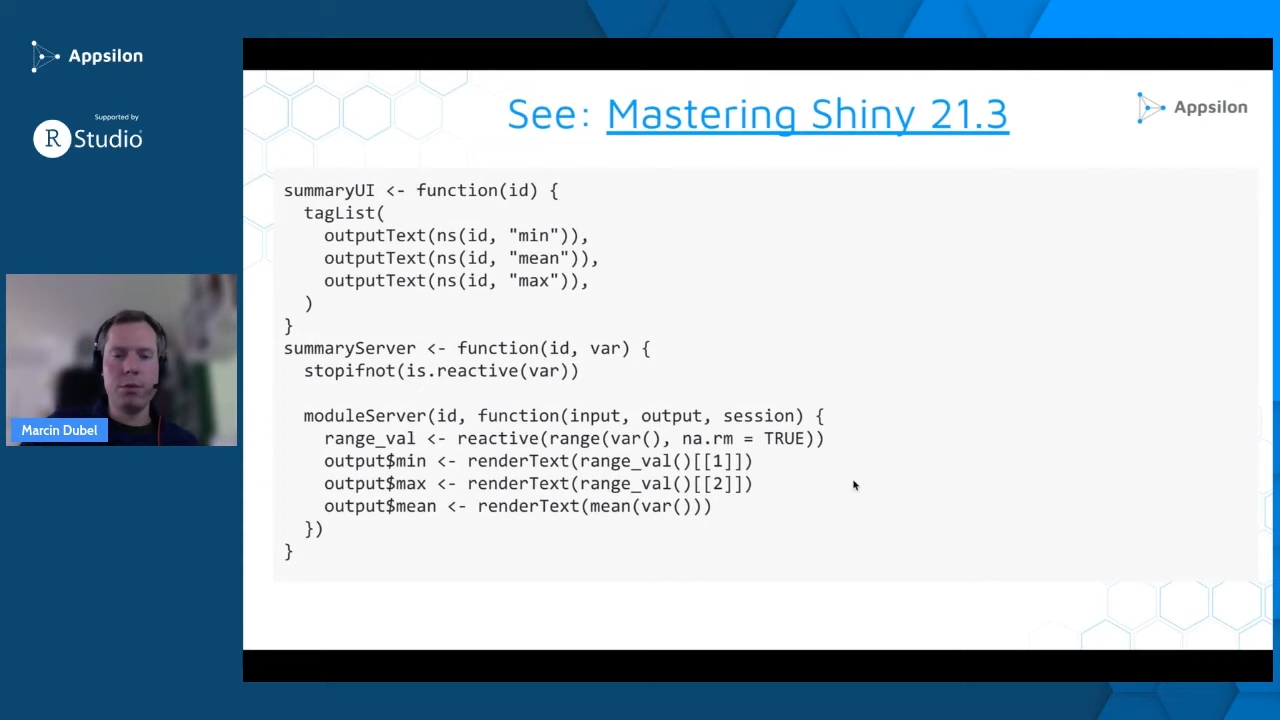 Appsilon
Supported by
R Studio®
Marcin Dubel
See: Mastering Shiny 21.3
Appsilon
summaryUI <- function(id) {
  tagList(
    outputText(ns(id, "min")),
    outputText(ns(id, "mean")),
    outputText(ns(id, "max")),
  )
}
summaryServer <- function(id, var) {
  stopifnot(is.reactive(var))
  moduleServer(id, function(input, output, session) {
    range_val <- reactive(range(var(), na.rm = TRUE))
    output$min <- renderText(range_val()[[1]])
    output$max <- renderText(range_val()[[2]])
    output$mean <- renderText(mean(var()))
  })
}